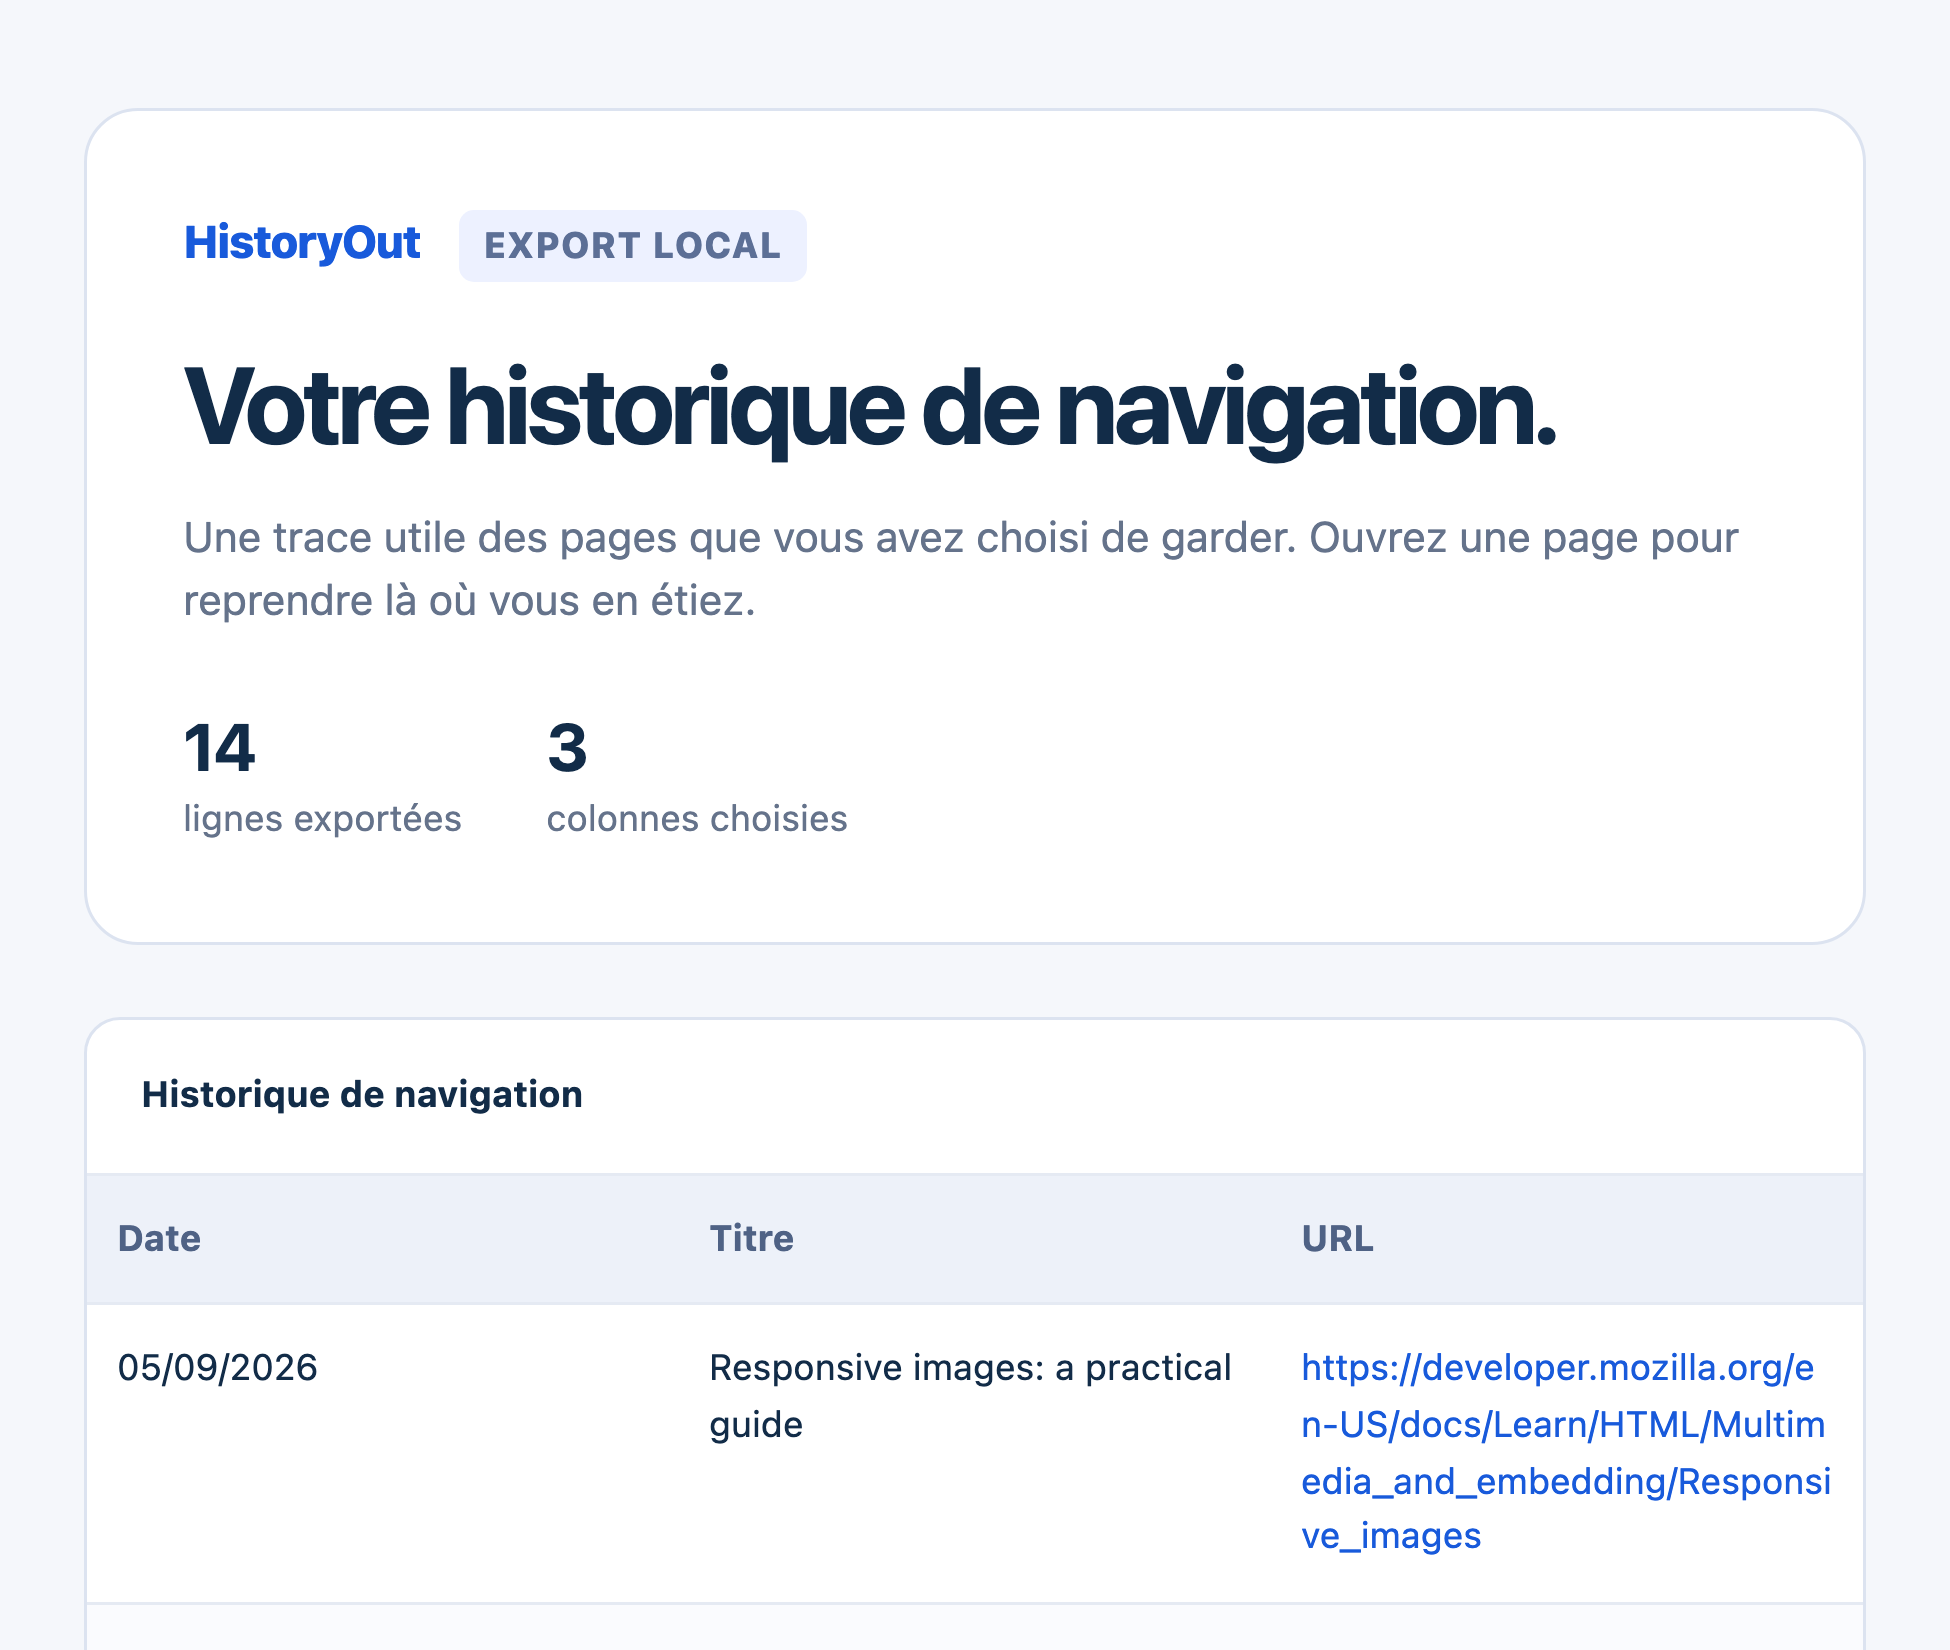 HistoryOut
EXPORT LOCAL
Votre historique de navigation.
Une trace utile des pages que vous avez choisi de garder. Ouvrez une page pour
reprendre là où vous en étiez.
14
lignes exportées
3
colonnes choisies
Historique de navigation
Date
Titre
URL
05/09/2026
Responsive images: a practical
guide
https://developer.mozilla.org/e
n-US/docs/Learn/HTML/Multim
edia_and_embedding/Responsi
ve_images